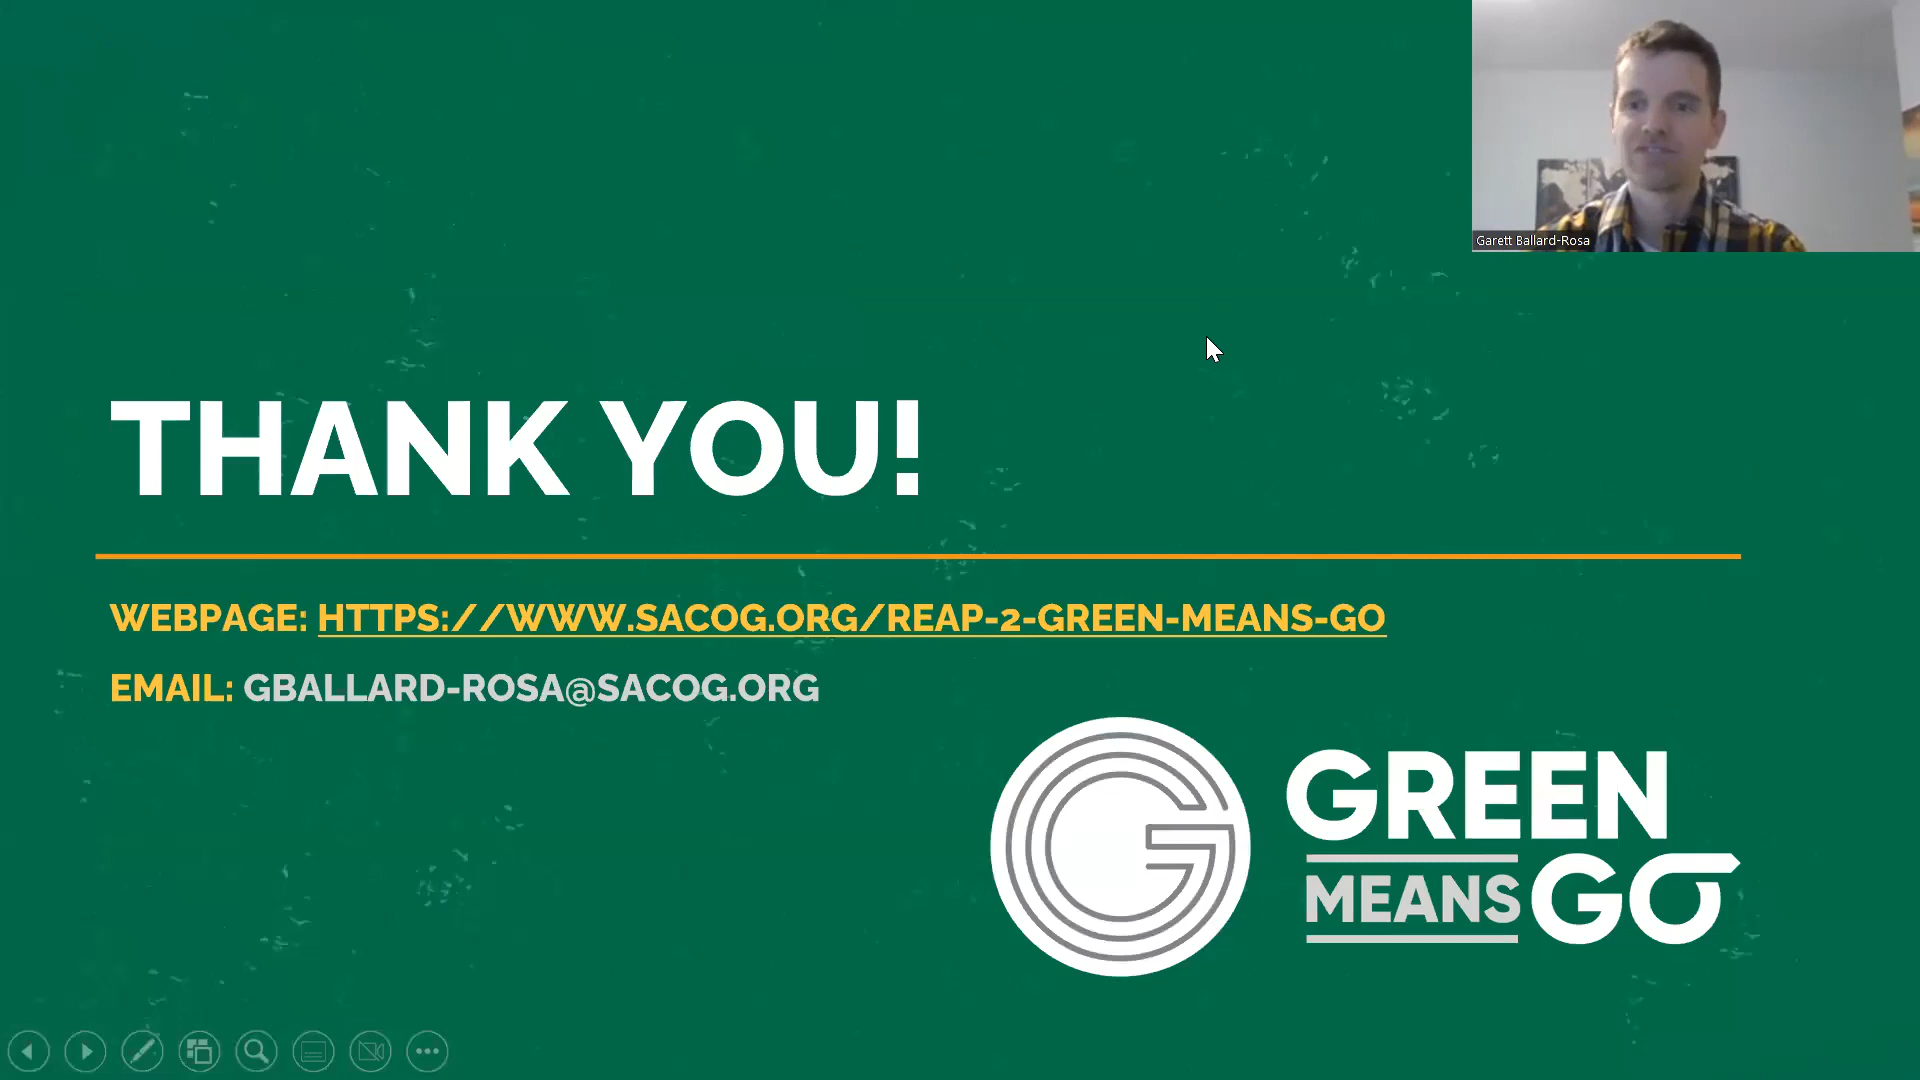 Garett Ballard-Rosa
THANK YOU!
WEBPAGE: HTTPS://WWW.SACOG.ORG/REAP-2-GREEN-MEANS-GO
EMAIL: GBALLARD-ROSA@SACOG.ORG
G
GREEN
MEANS GO